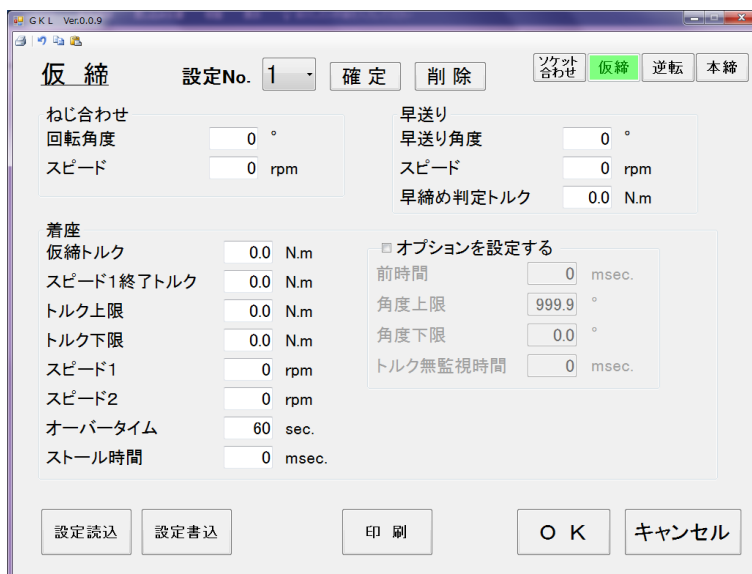 GKL Ver.0.0.9
仮 締 設定No. 1 確 定 削 除 ソケット合わせ 仮締 逆転 本締
ねじ合わせ
回転角度 0 °
スピード 0 rpm
早送り
早送り角度 0 °
スピード 0 rpm
早締め判定トルク 0.0 N.m
着座
仮締トルク 0.0 N.m
スピード1終了トルク 0.0 N.m
トルク上限 0.0 N.m
トルク下限 0.0 N.m
スピード1 0 rpm
スピード2 0 rpm
オーバータイム 60 sec.
ストール時間 0 msec.
オプションを設定する
前時間 0 msec.
角度上限 999.9 °
角度下限 0.0 °
トルク無監視時間 0 msec.
設定読込 設定書込 印 刷 O K キャンセル